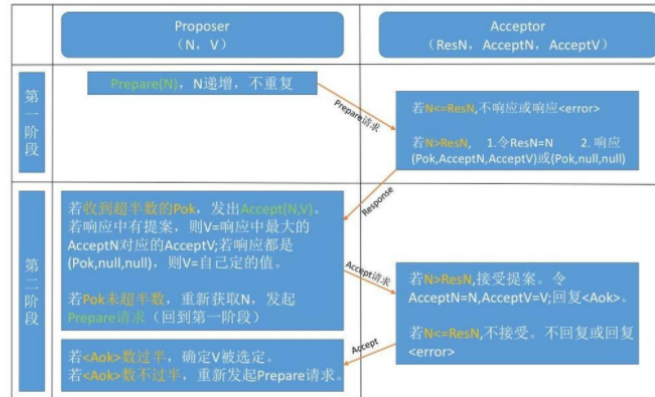 Proposer
（N，V）
Acceptor
（ResN，AcceptN，AcceptV）
第一阶段
Prepare(N)，N递增，不重复
Prepare请求
若N<=ResN,不响应或响应<error>
若N>ResN, 1.令ResN=N 2. 响应
(Pok,AcceptN,AcceptV)或(Pok,null,null)
Response
第二阶段
若收到超半数的Pok，发出Accept(N,V)。
若响应中有提案，则V=响应中最大的
AcceptN对应的AcceptV;若响应都是
(Pok,null,null)，则V=自己定的值。
若Pok未超半数，重新获取N，发起
Prepare请求（回到第一阶段）
Accept请求
若N>ResN,接受提案。令
AcceptN=N,AcceptV=V;回复<Aok>。
若N<=ResN,不接受。不回复或回复
<error>
Accept
若<Aok>数过半，确定V被选定。
若<Aok>数不过半，重新发起Prepare请求。